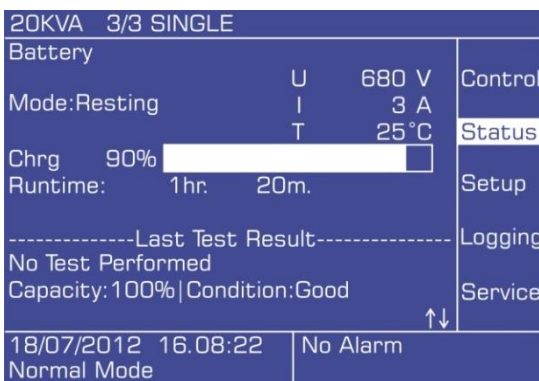 20KVA 3/3 SINGLE
Battery
U 680 V
Mode:Resting I 3 A
T 25°C
Chrg 90%
Runtime: 1hr. 20m.
--------------Last Test Result---------------
No Test Performed
Capacity:100%|Condition:Good
↑↓
Control
Status
Setup
Logging
Service
18/07/2012 16.08:22
Normal Mode
No Alarm